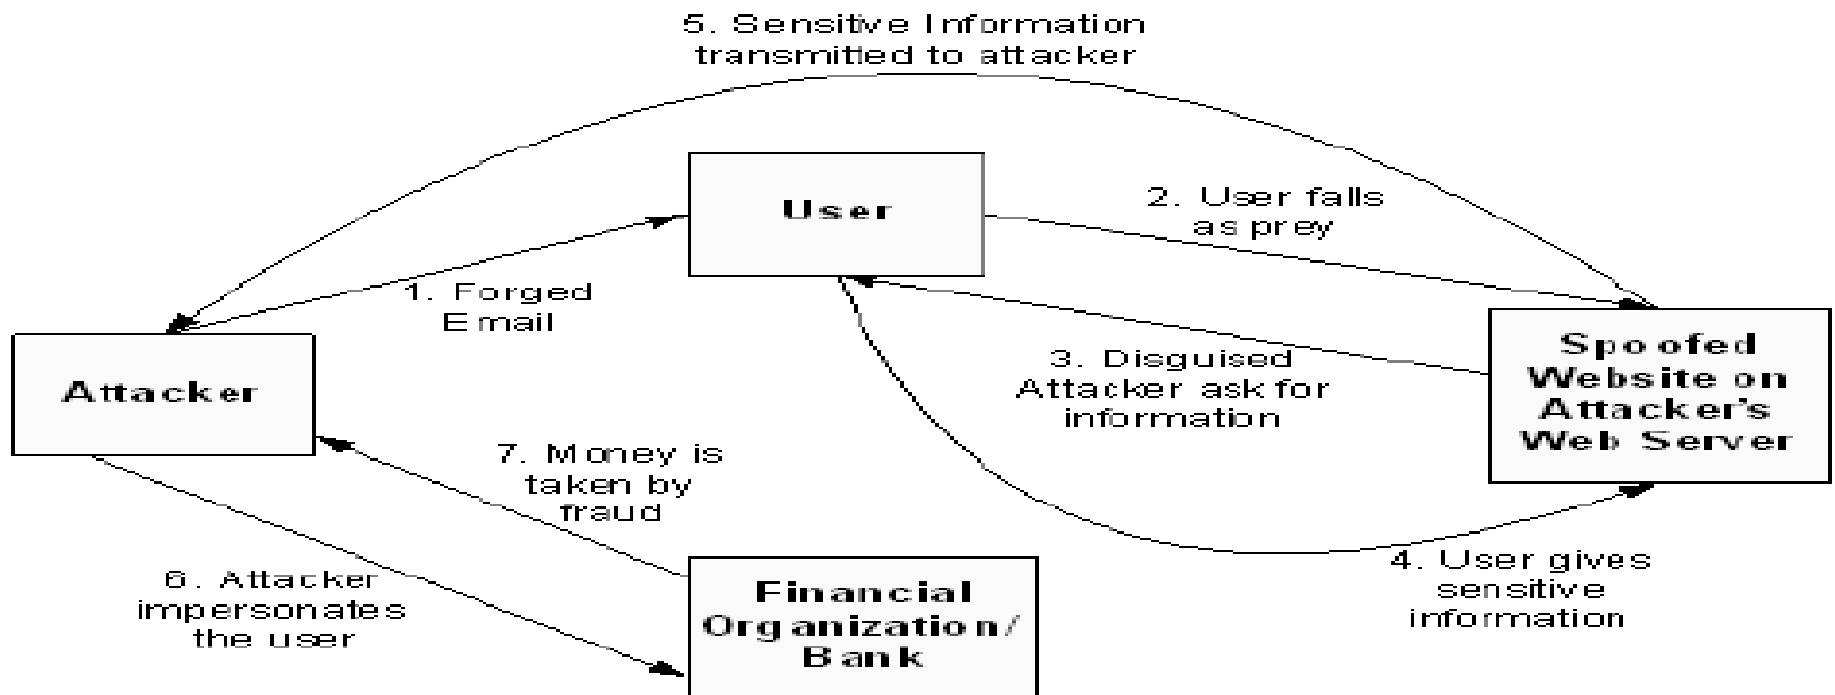 5. Sensitive Information
transmitted to attacker
User
2. User falls
as prey
1. Forged
Email
Attacker
3. Disguised
Attacker ask for
information
Spoofed
Website on
Attacker's
Web Server
7. Money is
taken by
fraud
6. Attacker
impersonates
the user
Financial
Organization/
Bank
4. User gives
sensitive
information